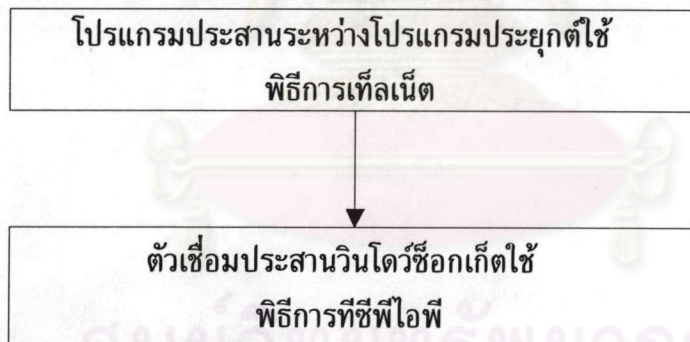 โปรแกรมประสานระหว่างโปรแกรมประยุกต์ใช้
พิธีการเท็ลเน็ต
ตัวเชื่อมประสานวินโดว์ซ็อกเก็ตใช้
พิธีการทีซีพีไอพี